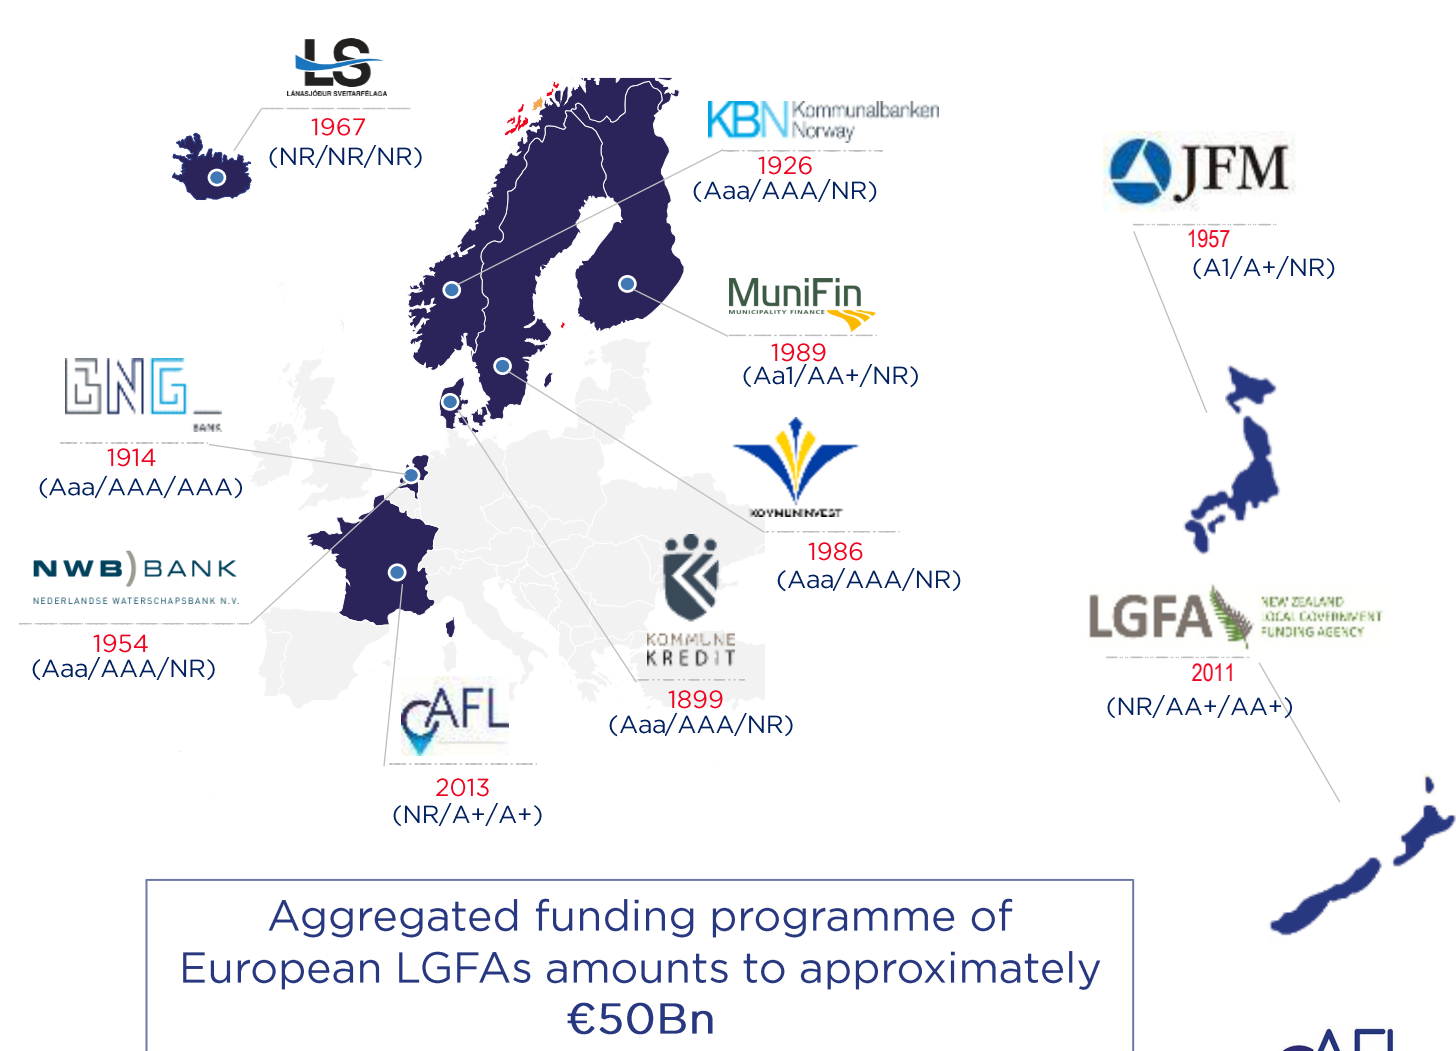 LS
LÁNASJÓÐUR SVEITARFÉLAGA
1967
(NR/NR/NR)
KBN Kommunalbanken
Norway
1926
(Aaa/AAA/NR)
JFM
1957
(A1/A+/NR)
MuniFin
MUNICIPALITY FINANCE
1989
(Aa1/AA+/NR)
BNG_
BANK
1914
(Aaa/AAA/AAA)
KOMMUNINVEST
1986
(Aaa/AAA/NR)
NWB)BANK
NEDERLANDSE WATERSCHAPSBANK N.V.
1954
(Aaa/AAA/NR)
KOMMUNE
KREDIT
1899
(Aaa/AAA/NR)
LGFA
NEW ZEALAND
LOCAL GOVERNMENT
FUNDING AGENCY
2011
(NR/AA+/AA+)
AFL
2013
(NR/A+/A+)
Aggregated funding programme of
European LGFAs amounts to approximately
€50Bn
AFL